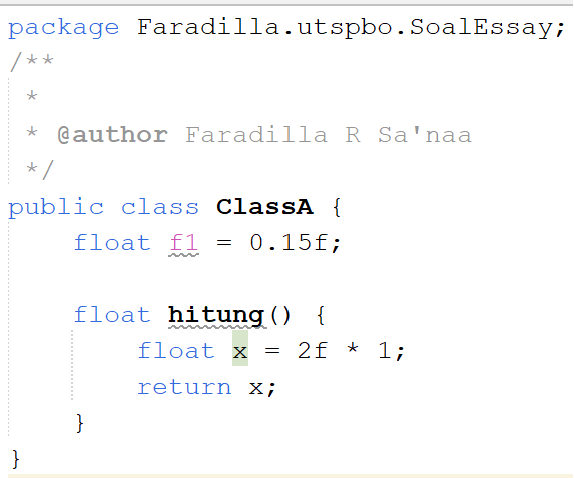 package Faradilla.utspbo.SoalEssay;
/**
 *
 * @author Faradilla R Sa'naa
 */
public class ClassA {
    float f1 = 0.15f;

    float hitung() {
        float x = 2f * 1;
        return x;
    }
}